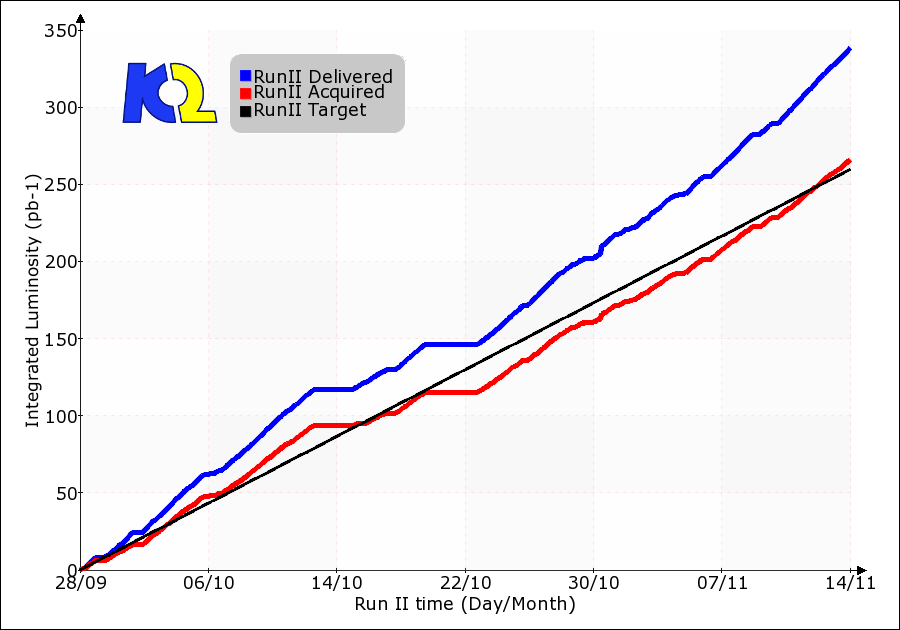 350
300
250
200
150
100
50
0
Integrated Luminosity (pb-1)
K2
RunII Delivered
RunII Acquired
RunII Target
28/09 06/10 14/10 22/10 30/10 07/11 14/11
Run II time (Day/Month)